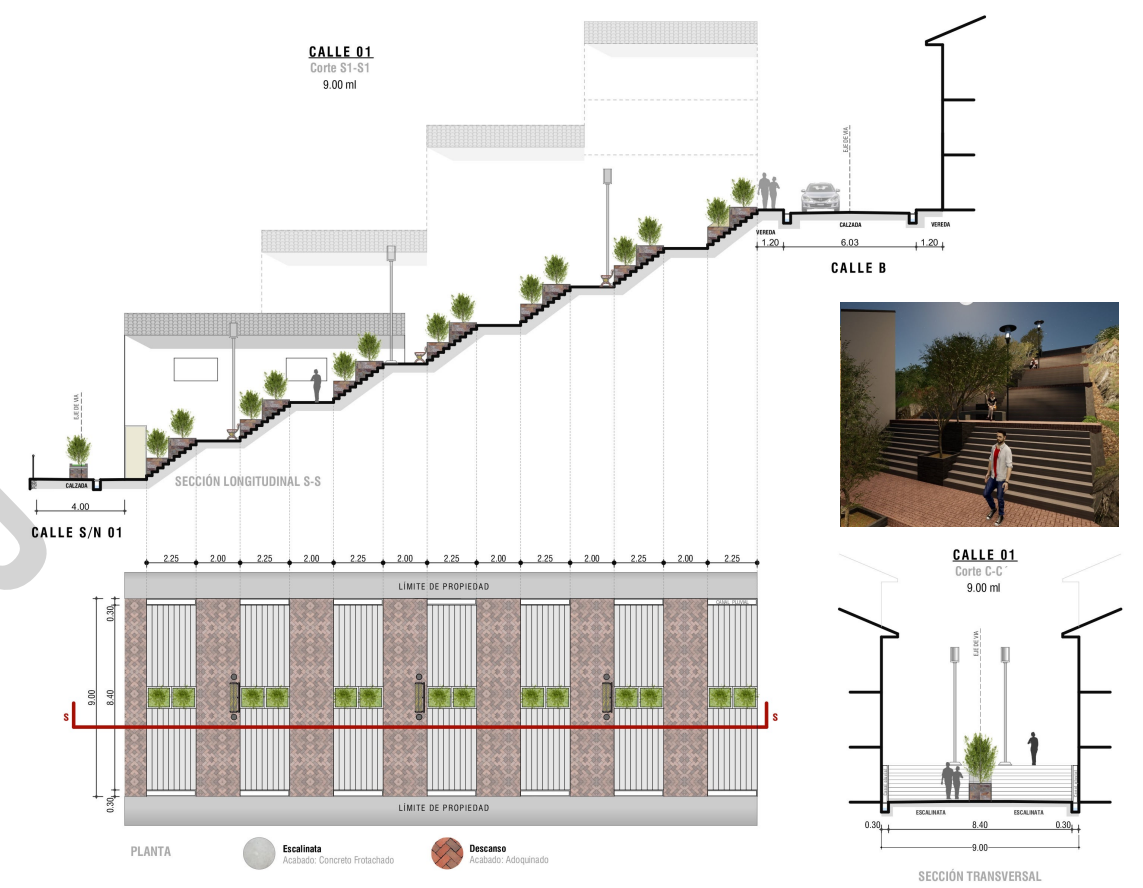 CALLE 01
Corte S1-S1
9.00 ml
EJE DE VIA
VEREDA
CALZADA
VEREDA
1.20
6.03
1.20
CALLE B
EJE DE VIA
CALZADA
SECCIÓN LONGITUDINAL S-S
4.00
CALLE S/N 01
2.25
2.00
2.25
2.00
2.25
2.00
2.25
2.00
2.25
2.00
2.25
2.00
2.25
LÍMITE DE PROPIEDAD
CANAL PLUVIAL
0.30
9.00
8.40
0.30
S
S
LÍMITE DE PROPIEDAD
PLANTA
Escalinata
Acabado: Concreto Frotachado
Descanso
Acabado: Adoquinado
CALLE 01
Corte C-C´
9.00 ml
EJE DE VIA
ESCALINATA
ESCALINATA
0.30
8.40
0.30
9.00
SECCIÓN TRANSVERSAL